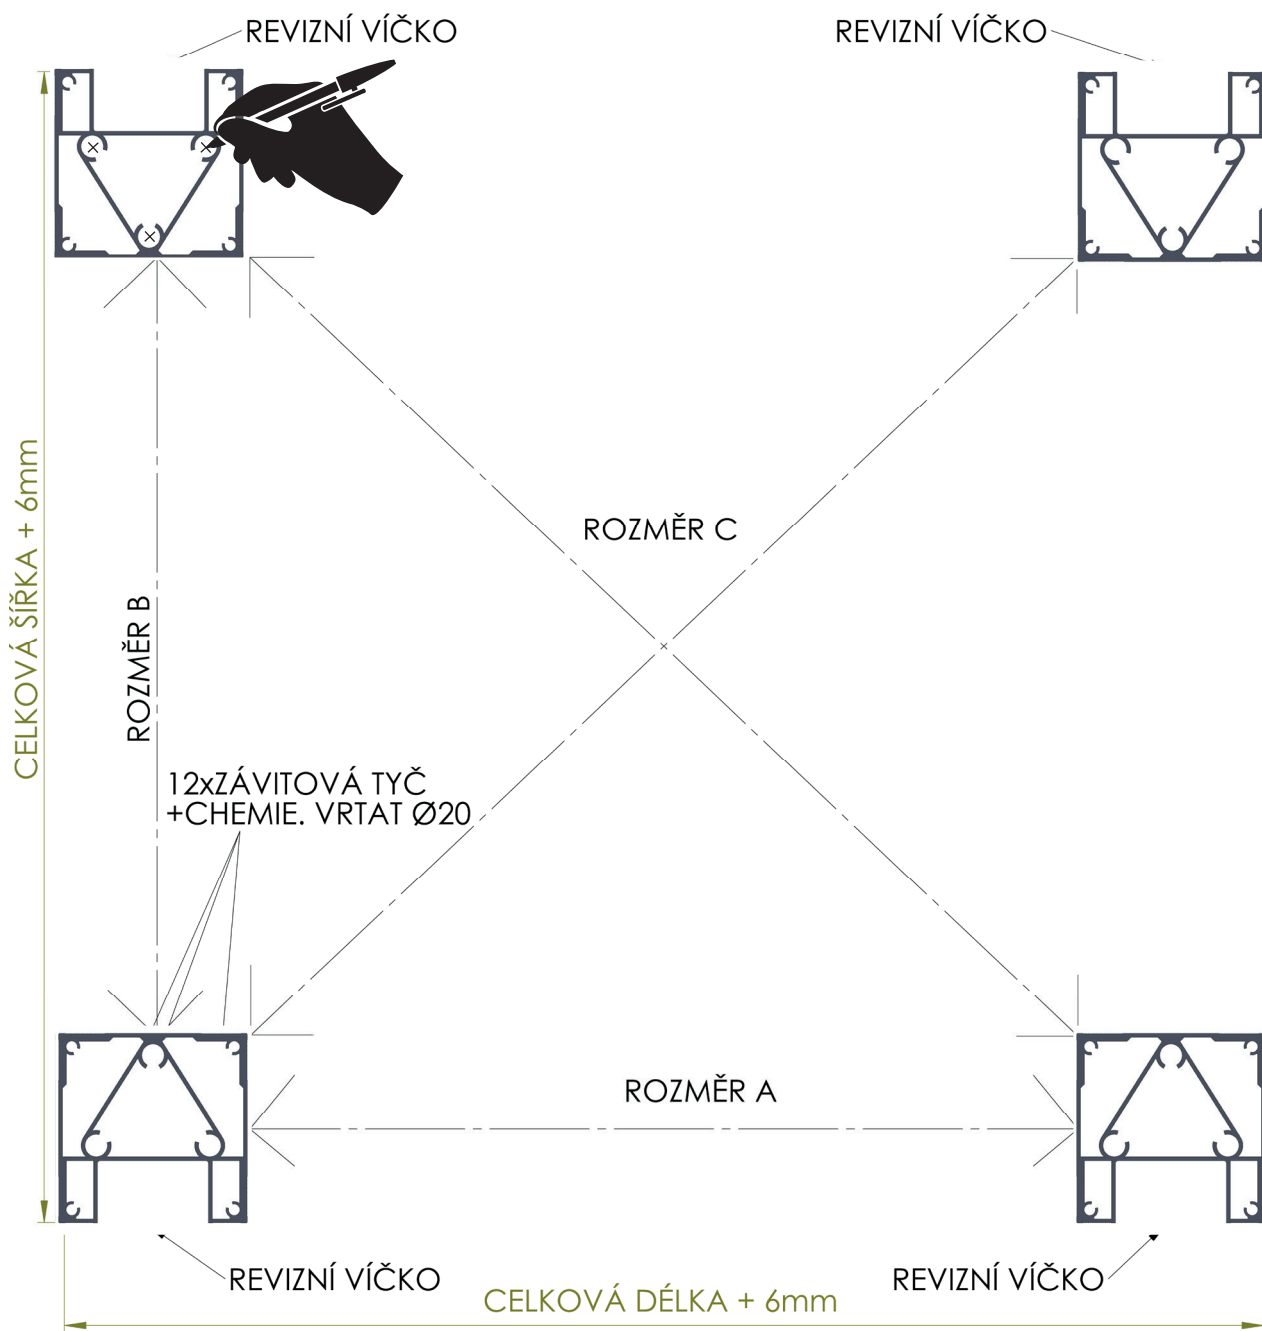 REVIZNÍ VÍČKO
REVIZNÍ VÍČKO
CELKOVÁ ŠÍŘKA + 6mm
ROZMĚR B
ROZMĚR C
12xZÁVITOVÁ TYČ
+CHEMIE. VRTAT Ø20
ROZMĚR A
REVIZNÍ VÍČKO
REVIZNÍ VÍČKO
CELKOVÁ DÉLKA + 6mm